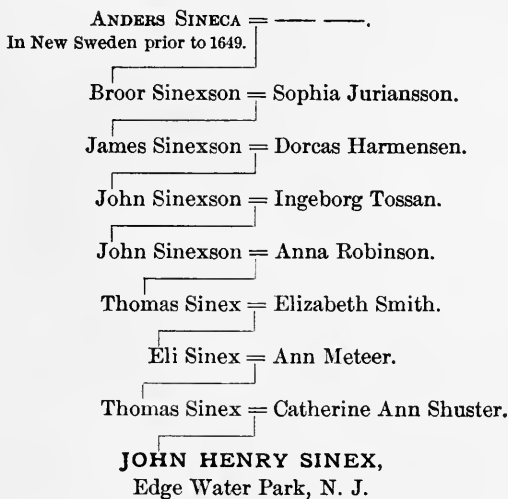 ANDERS SINECA = — — —.
In New Sweden prior to 1649.
Broor Sinexson = Sophia Juriansson.
James Sinexson = Dorcas Harmensen.
John Sinexson = Ingeborg Tossan.
John Sinexson = Anna Robinson.
Thomas Sinex = Elizabeth Smith.
Eli Sinex = Ann Meteer.
Thomas Sinex = Catherine Ann Shuster.
JOHN HENRY SINEX,
Edge Water Park, N. J.